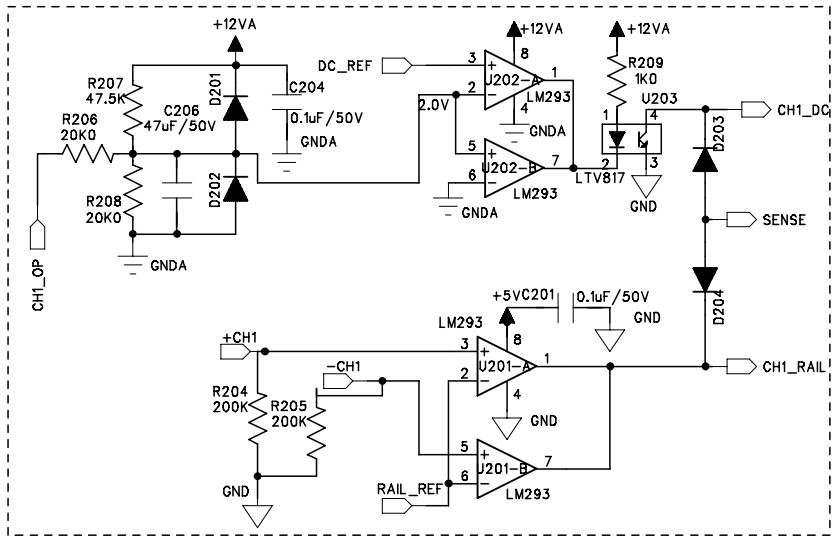 +12VA
R207
47.5K
D201
C204
0.1uF/50V
GNDA
C206
47uF/50V
R206
20K0
R208
20K0
D202
GNDA
CH1_OP
DC_REF
2.0V
3
+
2
−
+12VA
8
1
U202-A
LM293
4
GNDA
5
+
6
−
U202-B
7
LM293
GNDA
+12VA
R209
1K0
U203
1
4
2
3
LTV817
GND
CH1_DC
D203
SENSE
D204
+5V
C201
0.1uF/50V
GND
LM293
+CH1
3
+
2
−
8
1
U201-A
4
GND
CH1_RAIL
−CH1
R204
200K
R205
200K
5
+
6
−
U201-B
7
LM293
GND
RAIL_REF